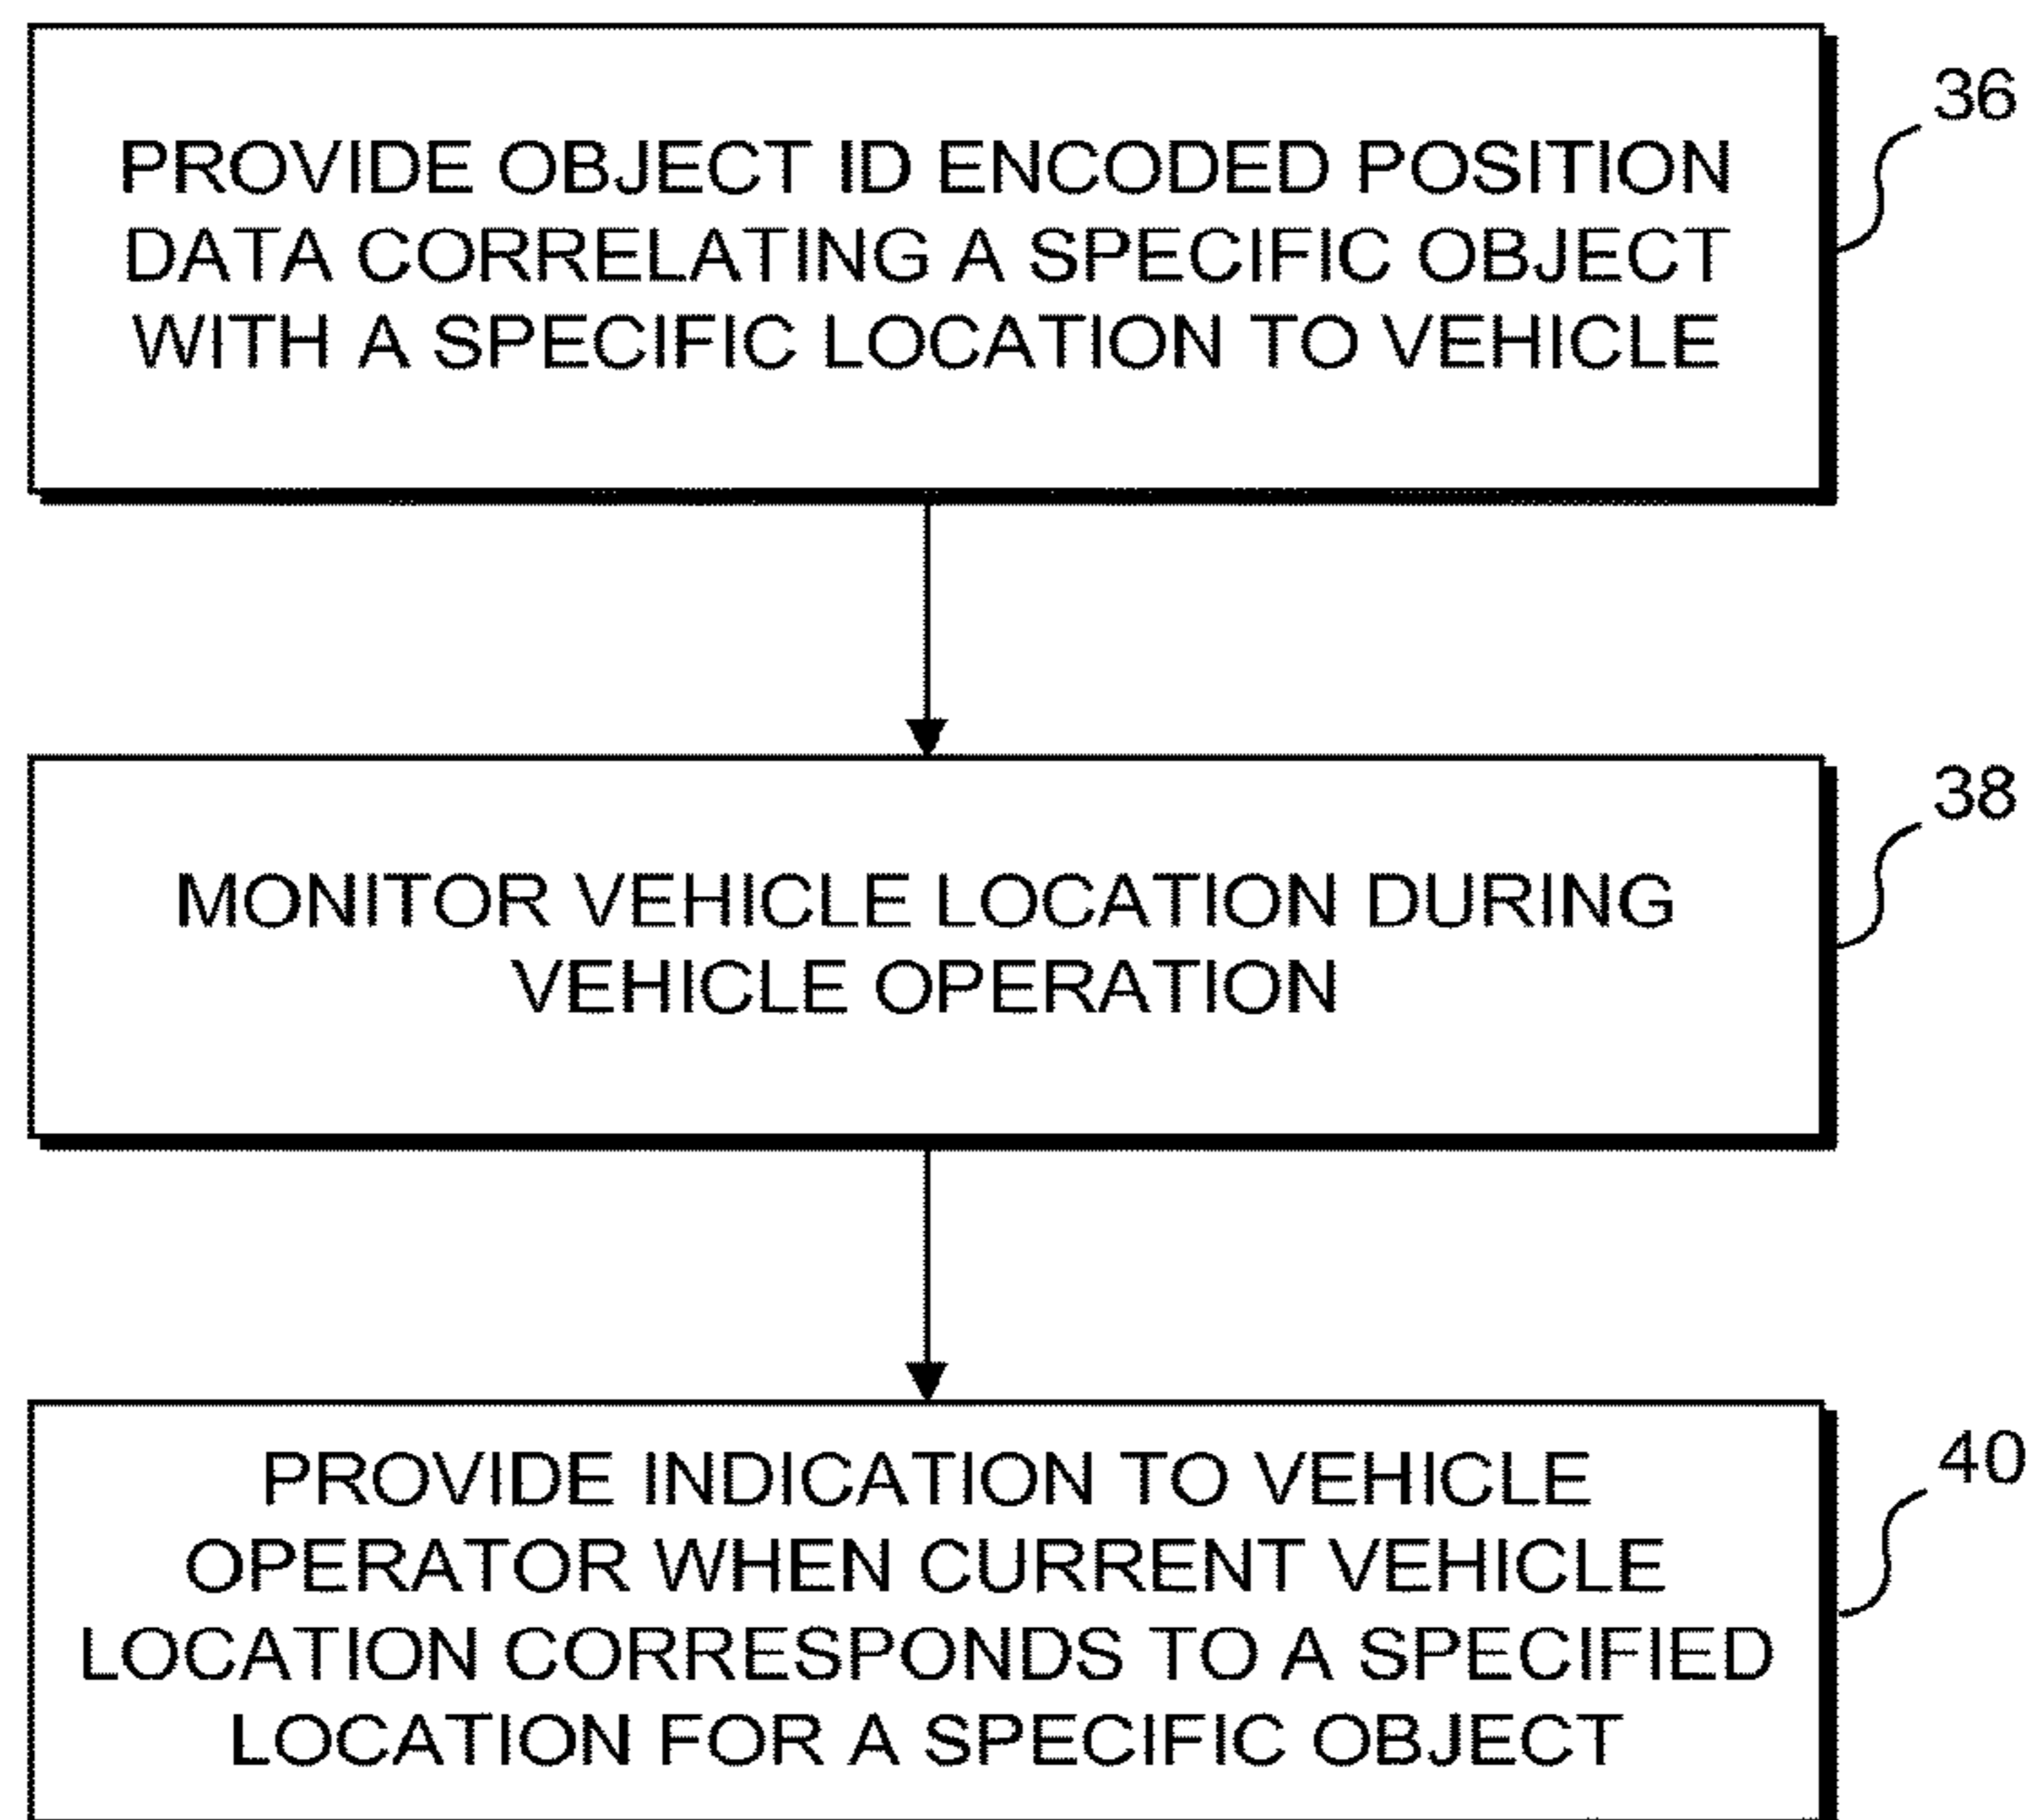 PROVIDE OBJECT ID ENCODED POSITION
DATA CORRELATING A SPECIFIC OBJECT
WITH A SPECIFIC LOCATION TO VEHICLE
36
MONITOR VEHICLE LOCATION DURING
VEHICLE OPERATION
38
PROVIDE INDICATION TO VEHICLE
OPERATOR WHEN CURRENT VEHICLE
LOCATION CORRESPONDS TO A SPECIFIED
LOCATION FOR A SPECIFIC OBJECT
40